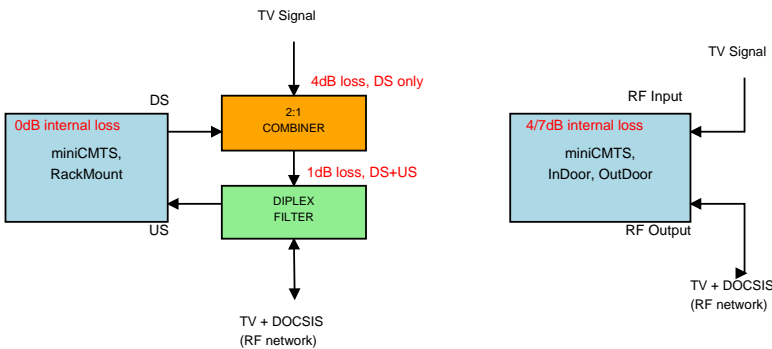 TV Signal
4dB loss, DS only
DS
2:1
COMBINER
0dB internal loss
miniCMTS,
RackMount
1dB loss, DS+US
DIPLEX
FILTER
US
TV + DOCSIS
(RF network)
TV Signal
RF Input
4/7dB internal loss
miniCMTS,
InDoor, OutDoor
RF Output
TV + DOCSIS
(RF network)